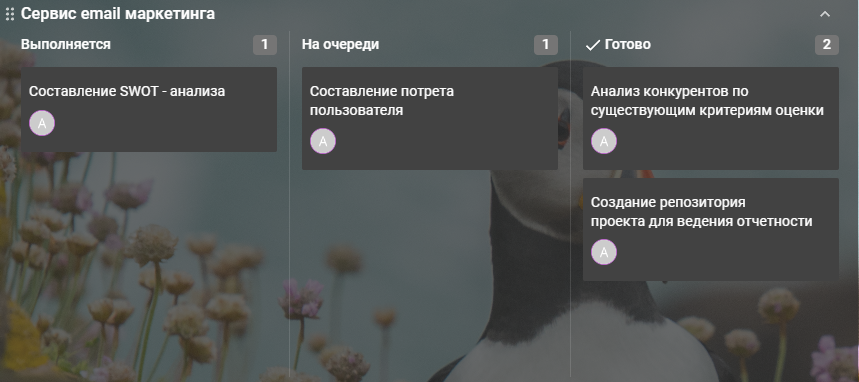 Сервис email маркетинга
Выполняется 1
Составление SWOT - анализа
А
На очереди 1
Составление потрета
пользователя
А
Готово 2
Анализ конкурентов по
существующим критериям оценки
А
Создание репозитория
проекта для ведения отчетности
А